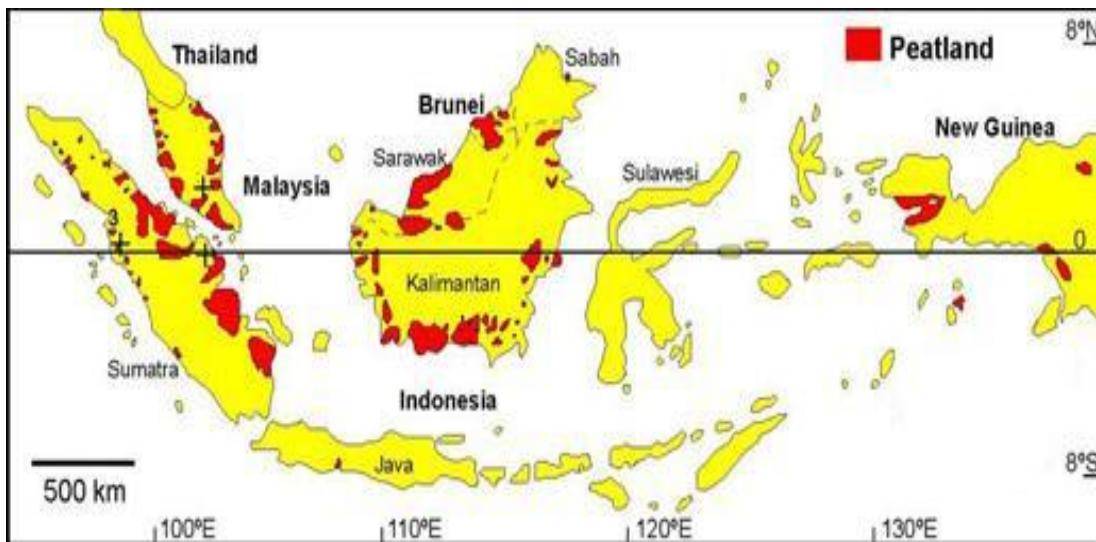 8ºN
Peatland
Thailand
Sabah
Brunei
New Guinea
Sarawak
Malaysia
Sulawesi
3
0
Kalimantan
Sumatra
Indonesia
Java
8ºS
500 km
100ºE
110ºE
120ºE
130ºE